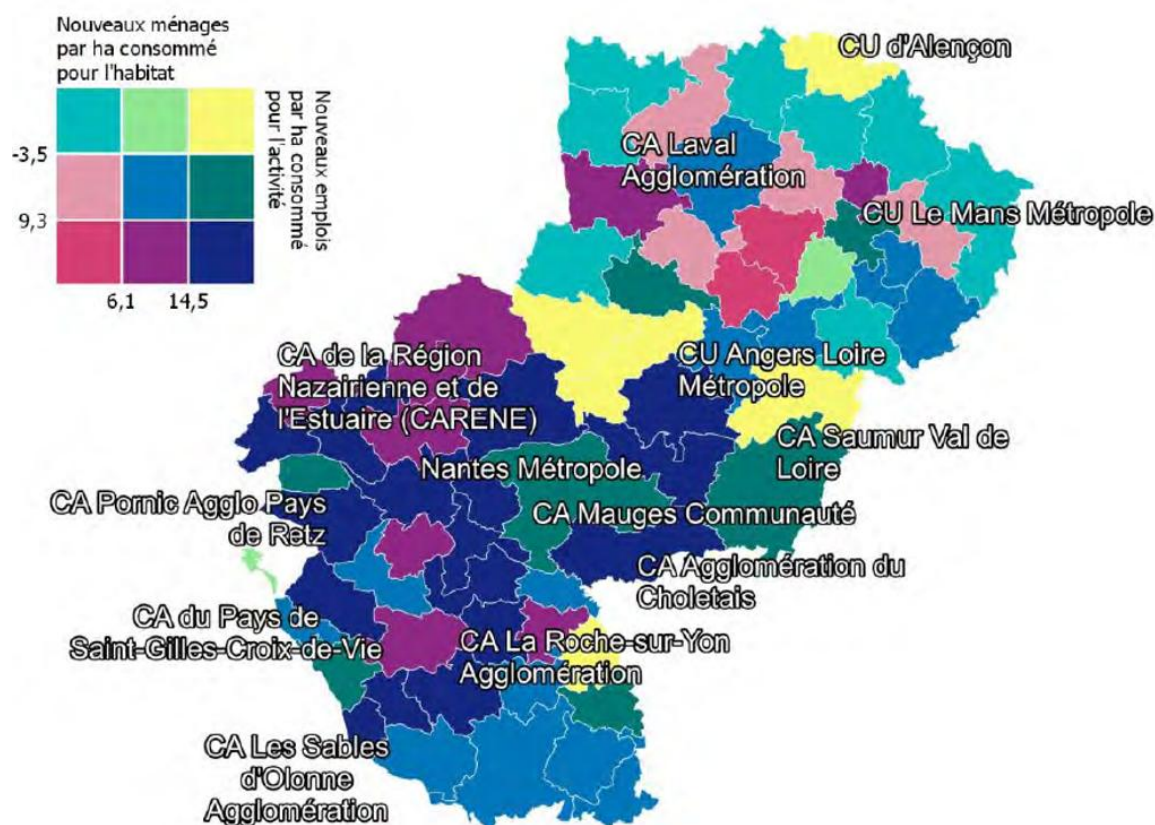 Nouveaux ménages
par ha consommé
pour l'habitat
Nouveaux emplois
par ha consommé
pour l'activité
-3,5
9,3
6,1
14,5
CU d'Alençon
CA Laval
Agglomération
CU Le Mans Métropole
CA de la Région
Nazairienne et de
l'Estuaire (CARENE)
CU Angers Loire
Métropole
CA Saumur Val de
Loire
Nantes Métropole
CA Mauges Communauté
CA Pornic Agglo Pays
de Retz
CA Agglomération du
Choletais
CA du Pays de
Saint-Gilles-Croix-de-Vie
CA La Roche-sur-Yon
Agglomération
CA Les Sables
d'Olonne
Agglomération